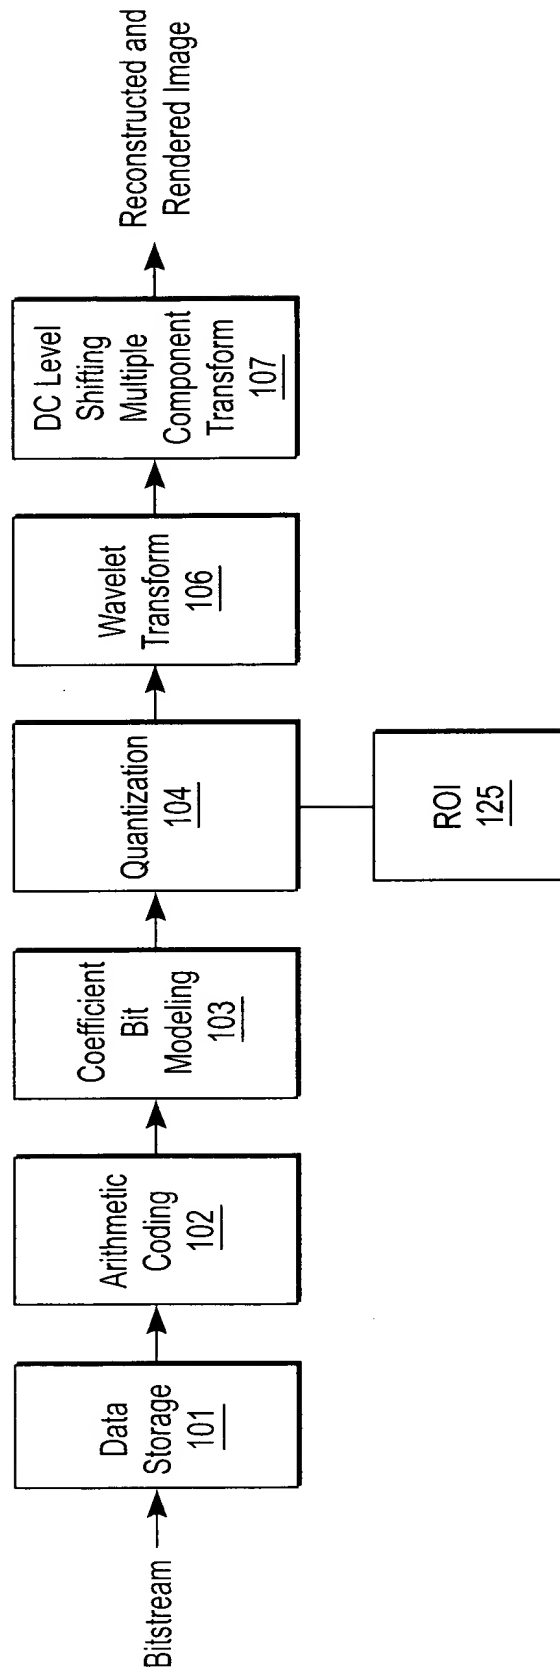 Bitstream
Data
Storage
101
Arithmetic
Coding
102
Coefficient
Bit
Modeling
103
Quantization
104
ROI
125
Wavelet
Transform
106
DC Level
Shifting
Multiple
Component
Transform
107
Reconstructed and
Rendered Image